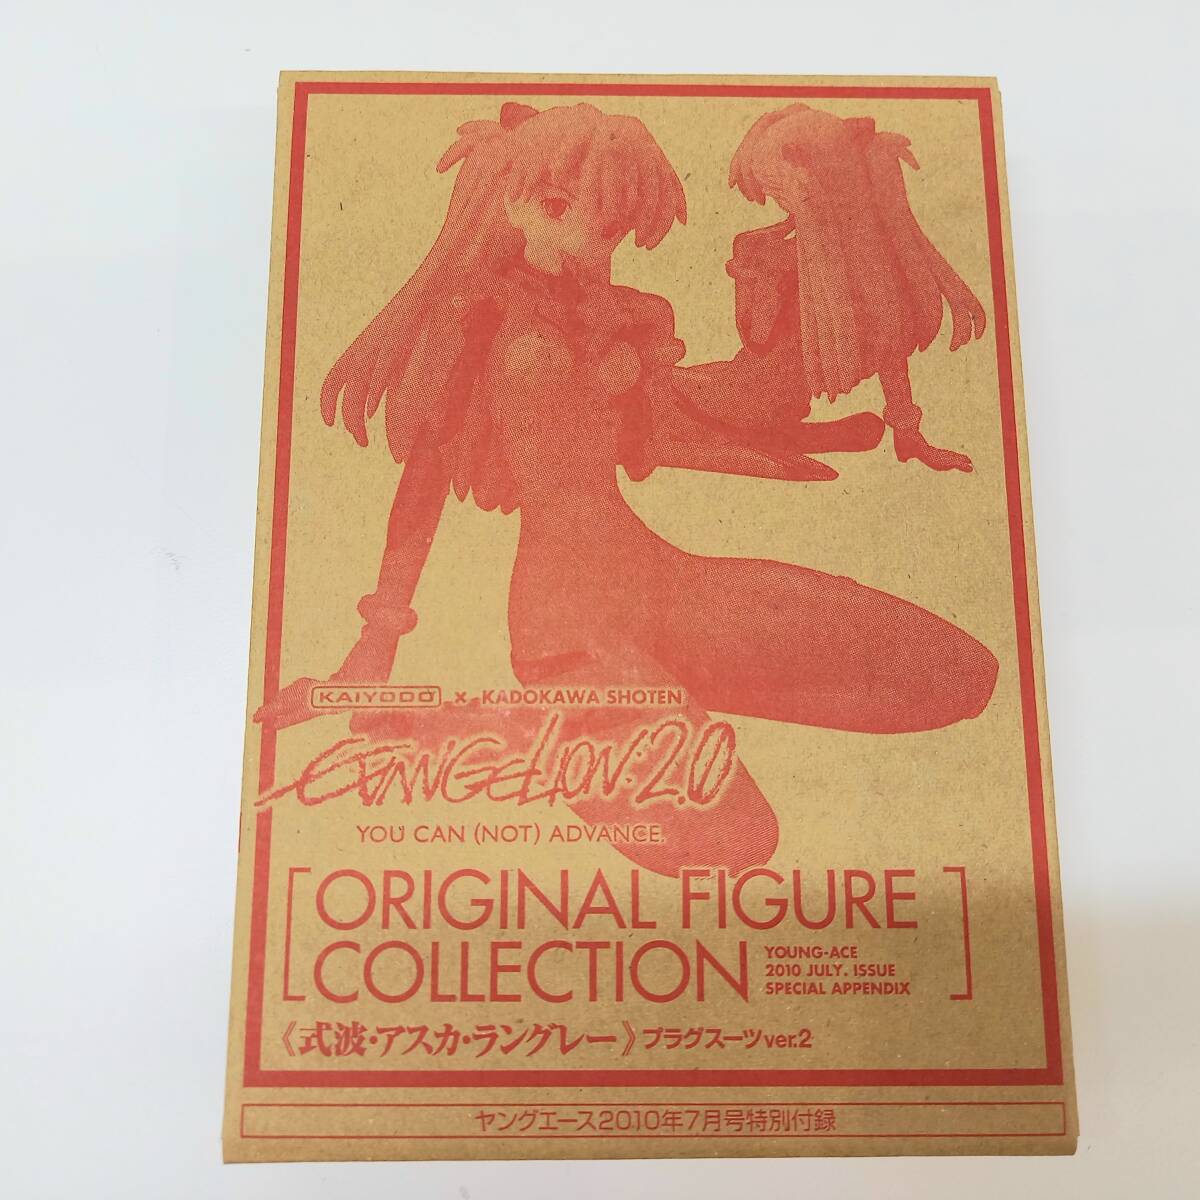 KAIYODO × KADOKAWA SHOTEN
EVANGELION:2.0
YOU CAN (NOT) ADVANCE.
[ORIGINAL FIGURE
COLLECTION]
YOUNG-ACE
2010 JULY. ISSUE
SPECIAL APPENDIX
《式波・アスカ・ラングレー》プラグスーツver.2
ヤングエース2010年7月号特別付録